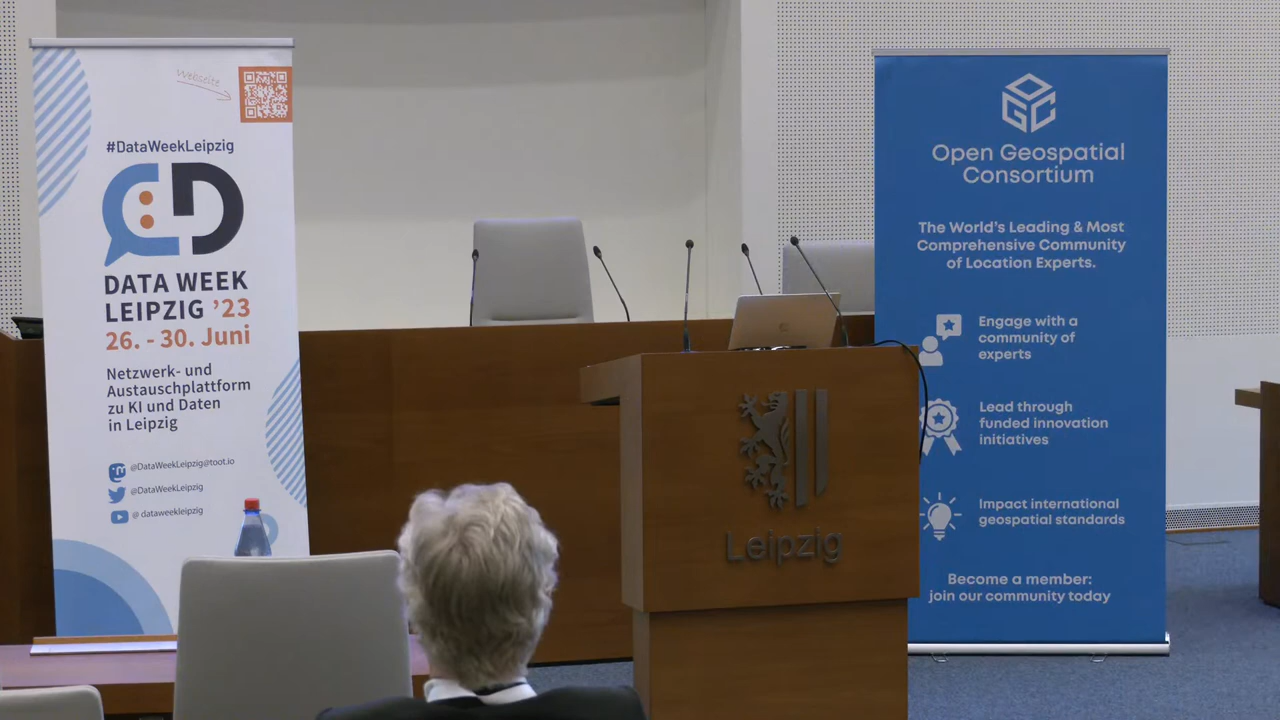 Webseite
#DataWeekLeipzig
DATA WEEK
LEIPZIG ’23
26. - 30. Juni
Netzwerk- und
Austauschplattform
zu KI und Daten
in Leipzig
@DataWeekLeipzig@toot.io
@DataWeekLeipzig
@ dataweekleipzig
Leipzig
OGC
Open Geospatial
Consortium
The World's Leading & Most
Comprehensive Community
of Location Experts.
Engage with a
community of
experts
Lead through
funded innovation
initiatives
Impact international
geospatial standards
Become a member:
join our community today